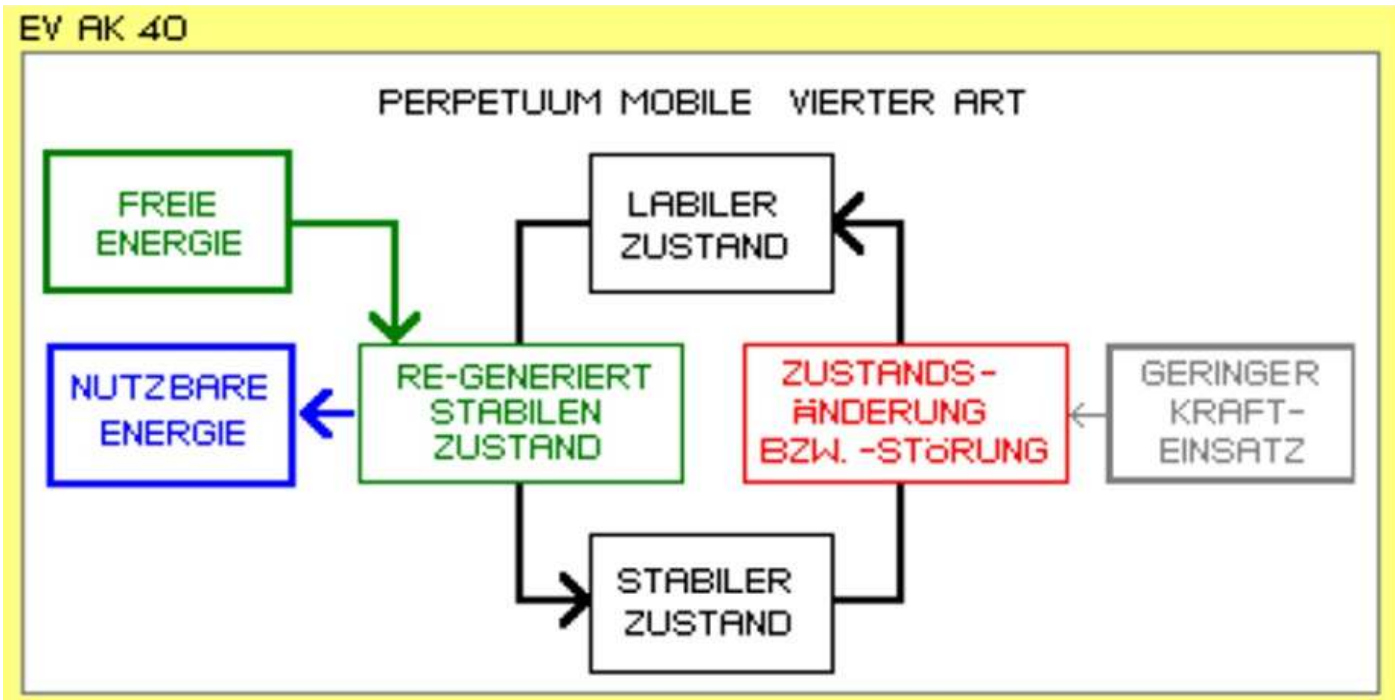 EV AK 40
PERPETUUM MOBILE VIERTER ART
FREIE
ENERGIE
LABILER
ZUSTAND
NUTZBARE
ENERGIE
RE-GENERIERT
STABILEN
ZUSTAND
ZUSTANDS-
ÄNDERUNG
BZW. -STÖRUNG
GERINGER
KRAFT-
EINSATZ
STABILER
ZUSTAND